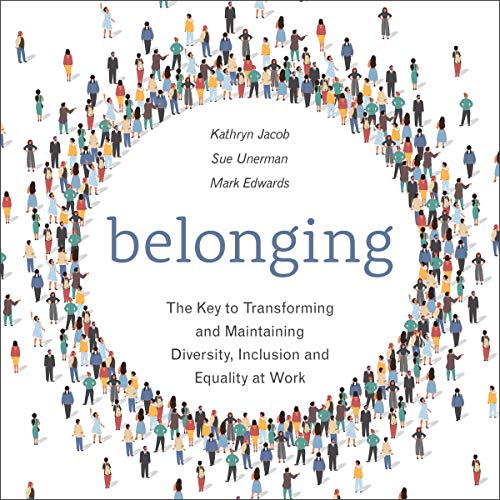 Kathryn Jacob
Sue Unerman
Mark Edwards
belonging
The Key to Transforming
and Maintaining
Diversity, Inclusion and
Equality at Work